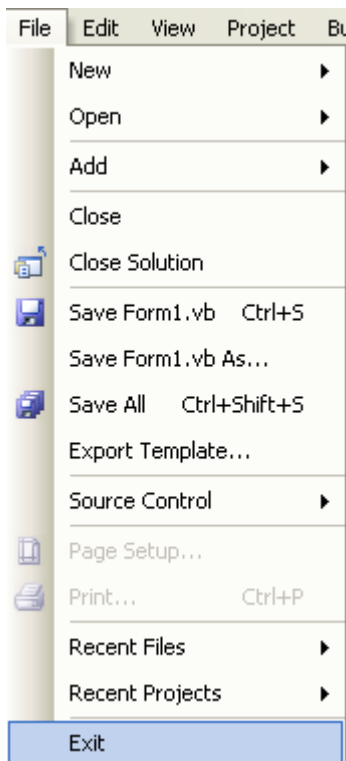 File Edit View Project Bu
New
Open
Add
Close
Close Solution
Save Form1.vb Ctrl+S
Save Form1.vb As...
Save All Ctrl+Shift+S
Export Template...
Source Control
Page Setup...
Print... Ctrl+P
Recent Files
Recent Projects
Exit